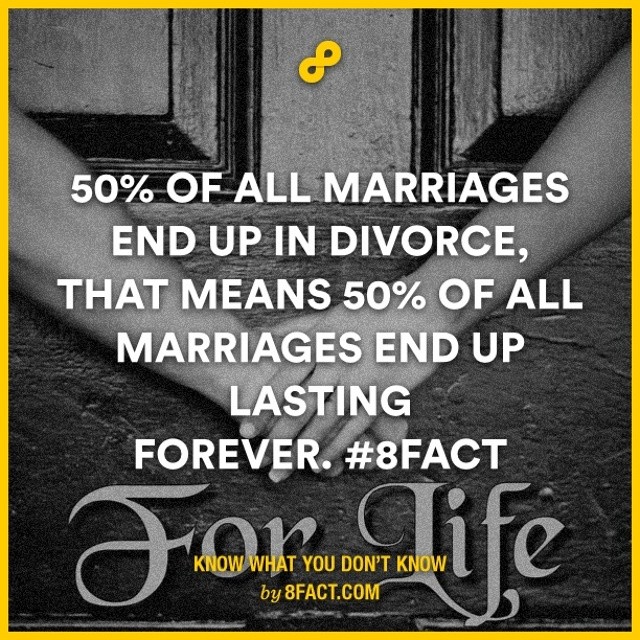 50% OF ALL MARRIAGES
END UP IN DIVORCE,
THAT MEANS 50% OF ALL
MARRIAGES END UP
LASTING
FOREVER. #8FACT
For Life
KNOW WHAT YOU DON'T KNOW
by 8FACT.COM